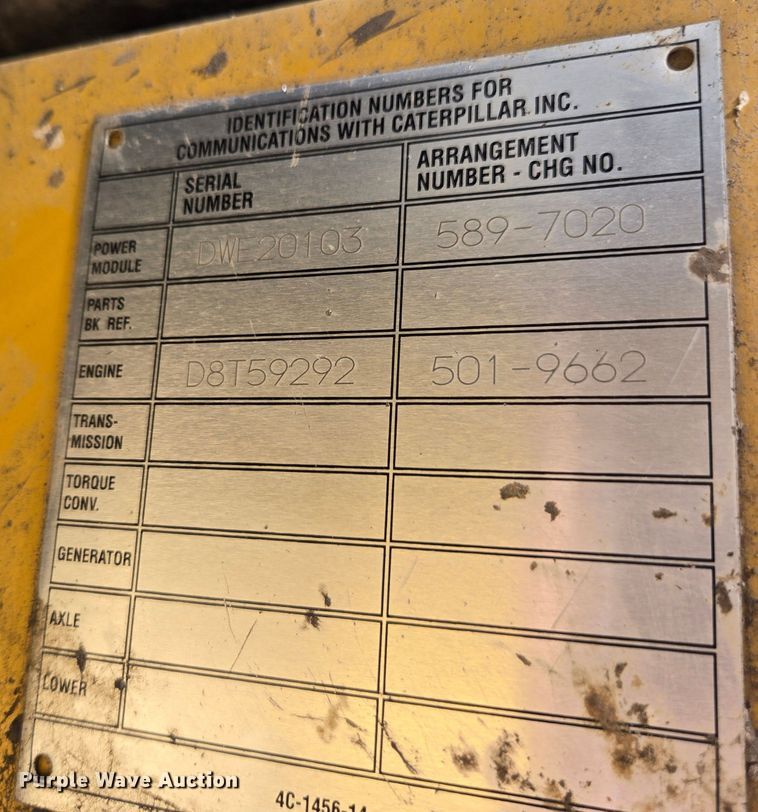 IDENTIFICATION NUMBERS FOR
COMMUNICATIONS WITH CATERPILLAR INC.
SERIAL
NUMBER
ARRANGEMENT
NUMBER - CHG NO.
POWER
MODULE
DWE20103
589-7020
PARTS
BK REF.
ENGINE
D8T59292
501-9662
TRANS-
MISSION
TORQUE
CONV.
GENERATOR
AXLE
LOWER
Purple Wave Auction